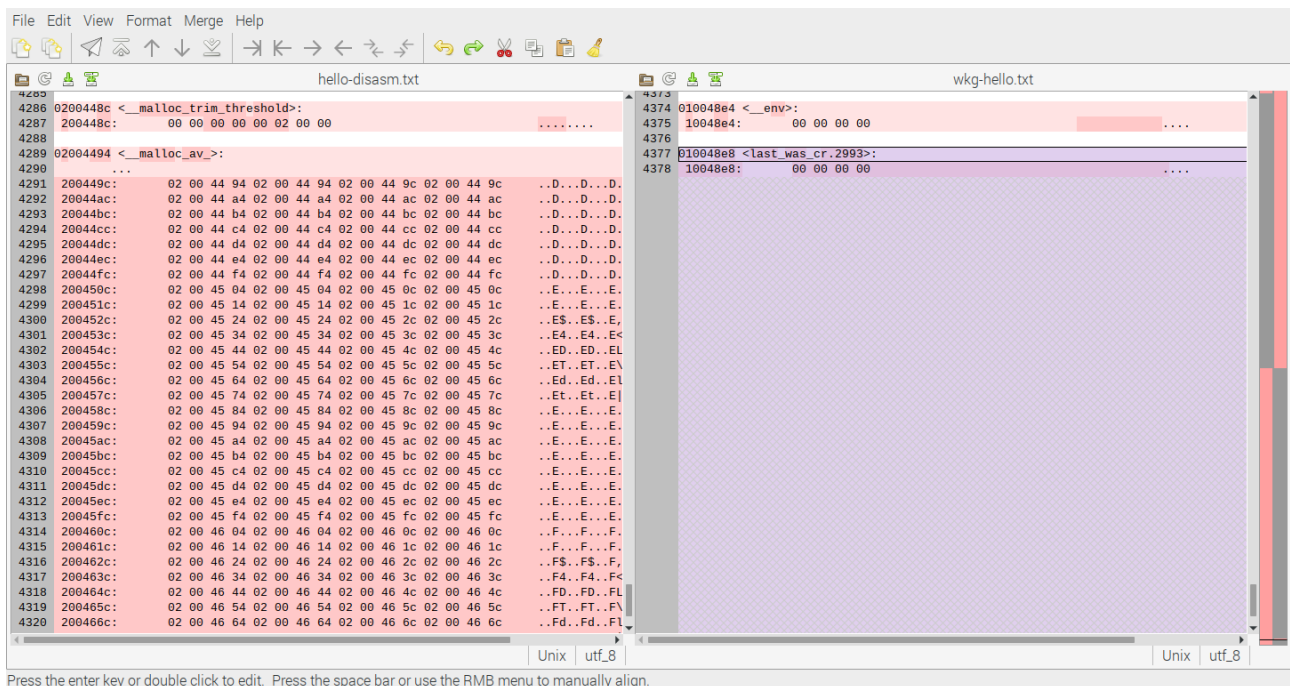 File Edit View Format Merge Help
hello-disasm.txt
4285
4286 0200448c <__malloc_trim_threshold>:
4287 200448c: 00 00 00 00 00 02 00 00 ........
4288
4289 02004494 <__malloc_av_>:
4290 ...
4291 200449c: 02 00 44 94 02 00 44 94 02 00 44 9c 02 00 44 9c ..D...D...D.
4292 20044ac: 02 00 44 a4 02 00 44 a4 02 00 44 ac 02 00 44 ac ..D...D...D.
4293 20044bc: 02 00 44 b4 02 00 44 b4 02 00 44 bc 02 00 44 bc ..D...D...D.
4294 20044cc: 02 00 44 c4 02 00 44 c4 02 00 44 cc 02 00 44 cc ..D...D...D.
4295 20044dc: 02 00 44 d4 02 00 44 d4 02 00 44 dc 02 00 44 dc ..D...D...D.
4296 20044ec: 02 00 44 e4 02 00 44 e4 02 00 44 ec 02 00 44 ec ..D...D...D.
4297 20044fc: 02 00 44 f4 02 00 44 f4 02 00 44 fc 02 00 44 fc ..D...D...D.
4298 200450c: 02 00 45 04 02 00 45 04 02 00 45 0c 02 00 45 0c ..E...E...E.
4299 200451c: 02 00 45 14 02 00 45 14 02 00 45 1c 02 00 45 1c ..E...E...E.
4300 200452c: 02 00 45 24 02 00 45 24 02 00 45 2c 02 00 45 2c ..E$..E$..E,
4301 200453c: 02 00 45 34 02 00 45 34 02 00 45 3c 02 00 45 3c ..E4..E4..E<
4302 200454c: 02 00 45 44 02 00 45 44 02 00 45 4c 02 00 45 4c ..ED..ED..EL
4303 200455c: 02 00 45 54 02 00 45 54 02 00 45 5c 02 00 45 5c ..ET..ET..E\
4304 200456c: 02 00 45 64 02 00 45 64 02 00 45 6c 02 00 45 6c ..Ed..Ed..El
4305 200457c: 02 00 45 74 02 00 45 74 02 00 45 7c 02 00 45 7c ..Et..Et..E|
4306 200458c: 02 00 45 84 02 00 45 84 02 00 45 8c 02 00 45 8c ..E...E...E.
4307 200459c: 02 00 45 94 02 00 45 94 02 00 45 9c 02 00 45 9c ..E...E...E.
4308 20045ac: 02 00 45 a4 02 00 45 a4 02 00 45 ac 02 00 45 ac ..E...E...E.
4309 20045bc: 02 00 45 b4 02 00 45 b4 02 00 45 bc 02 00 45 bc ..E...E...E.
4310 20045cc: 02 00 45 c4 02 00 45 c4 02 00 45 cc 02 00 45 cc ..E...E...E.
4311 20045dc: 02 00 45 d4 02 00 45 d4 02 00 45 dc 02 00 45 dc ..E...E...E.
4312 20045ec: 02 00 45 e4 02 00 45 e4 02 00 45 ec 02 00 45 ec ..E...E...E.
4313 20045fc: 02 00 45 f4 02 00 45 f4 02 00 45 fc 02 00 45 fc ..E...E...E.
4314 200460c: 02 00 46 04 02 00 46 04 02 00 46 0c 02 00 46 0c ..F...F...F.
4315 200461c: 02 00 46 14 02 00 46 14 02 00 46 1c 02 00 46 1c ..F...F...F.
4316 200462c: 02 00 46 24 02 00 46 24 02 00 46 2c 02 00 46 2c ..F$..F$..F,
4317 200463c: 02 00 46 34 02 00 46 34 02 00 46 3c 02 00 46 3c ..F4..F4..F<
4318 200464c: 02 00 46 44 02 00 46 44 02 00 46 4c 02 00 46 4c ..FD..FD..FL
4319 200465c: 02 00 46 54 02 00 46 54 02 00 46 5c 02 00 46 5c ..FT..FT..F\
4320 200466c: 02 00 46 64 02 00 46 64 02 00 46 6c 02 00 46 6c ..Fd..Fd..Fl
Unix utf_8
wkg-hello.txt
4373
4374 010048e4 <__env>:
4375 10048e4: 00 00 00 00 ....
4376
4377 010048e8 <last_was_cr.2993>:
4378 10048e8: 00 00 00 00 ....
Unix utf_8
Press the enter key or double click to edit. Press the space bar or use the RMB menu to manually align.